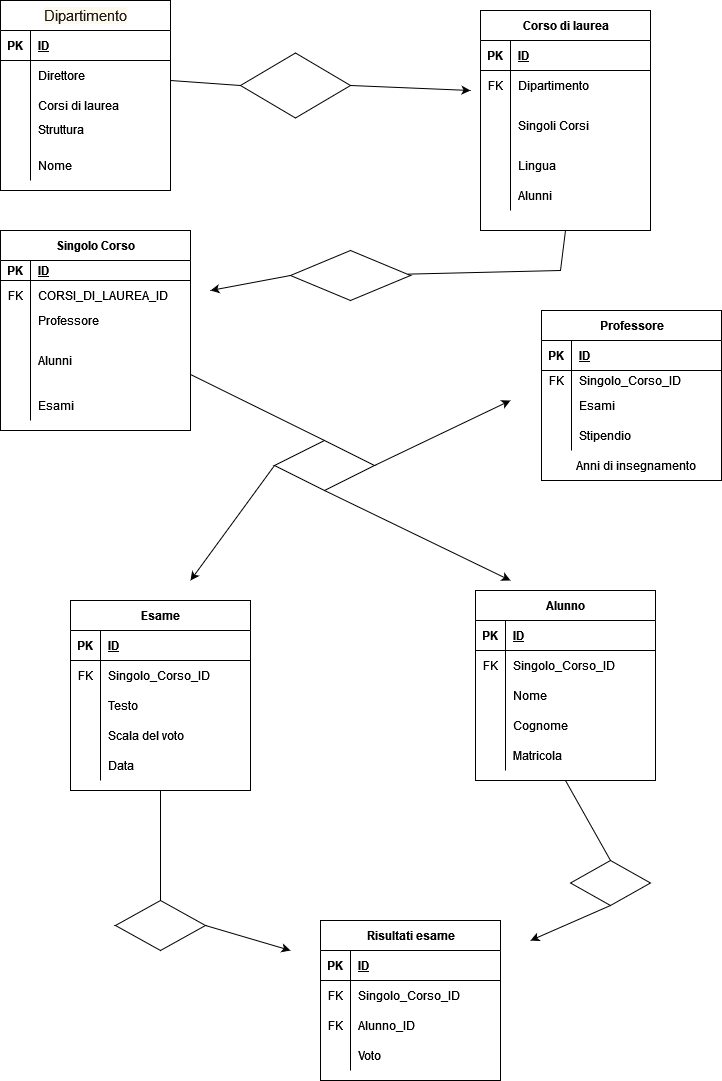 Dipartimento
PK ID
Direttore
Corsi di laurea
Struttura
Nome
Corso di laurea
PK ID
FK Dipartimento
Singoli Corsi
Lingua
Alunni
Singolo Corso
PK ID
FK CORSI_DI_LAUREA_ID
Professore
Alunni
Esami
Professore
PK ID
FK Singolo_Corso_ID
Esami
Stipendio
Anni di insegnamento
Esame
PK ID
FK Singolo_Corso_ID
Testo
Scala del voto
Data
Alunno
PK ID
FK Singolo_Corso_ID
Nome
Cognome
Matricola
Risultati esame
PK ID
FK Singolo_Corso_ID
FK Alunno_ID
Voto